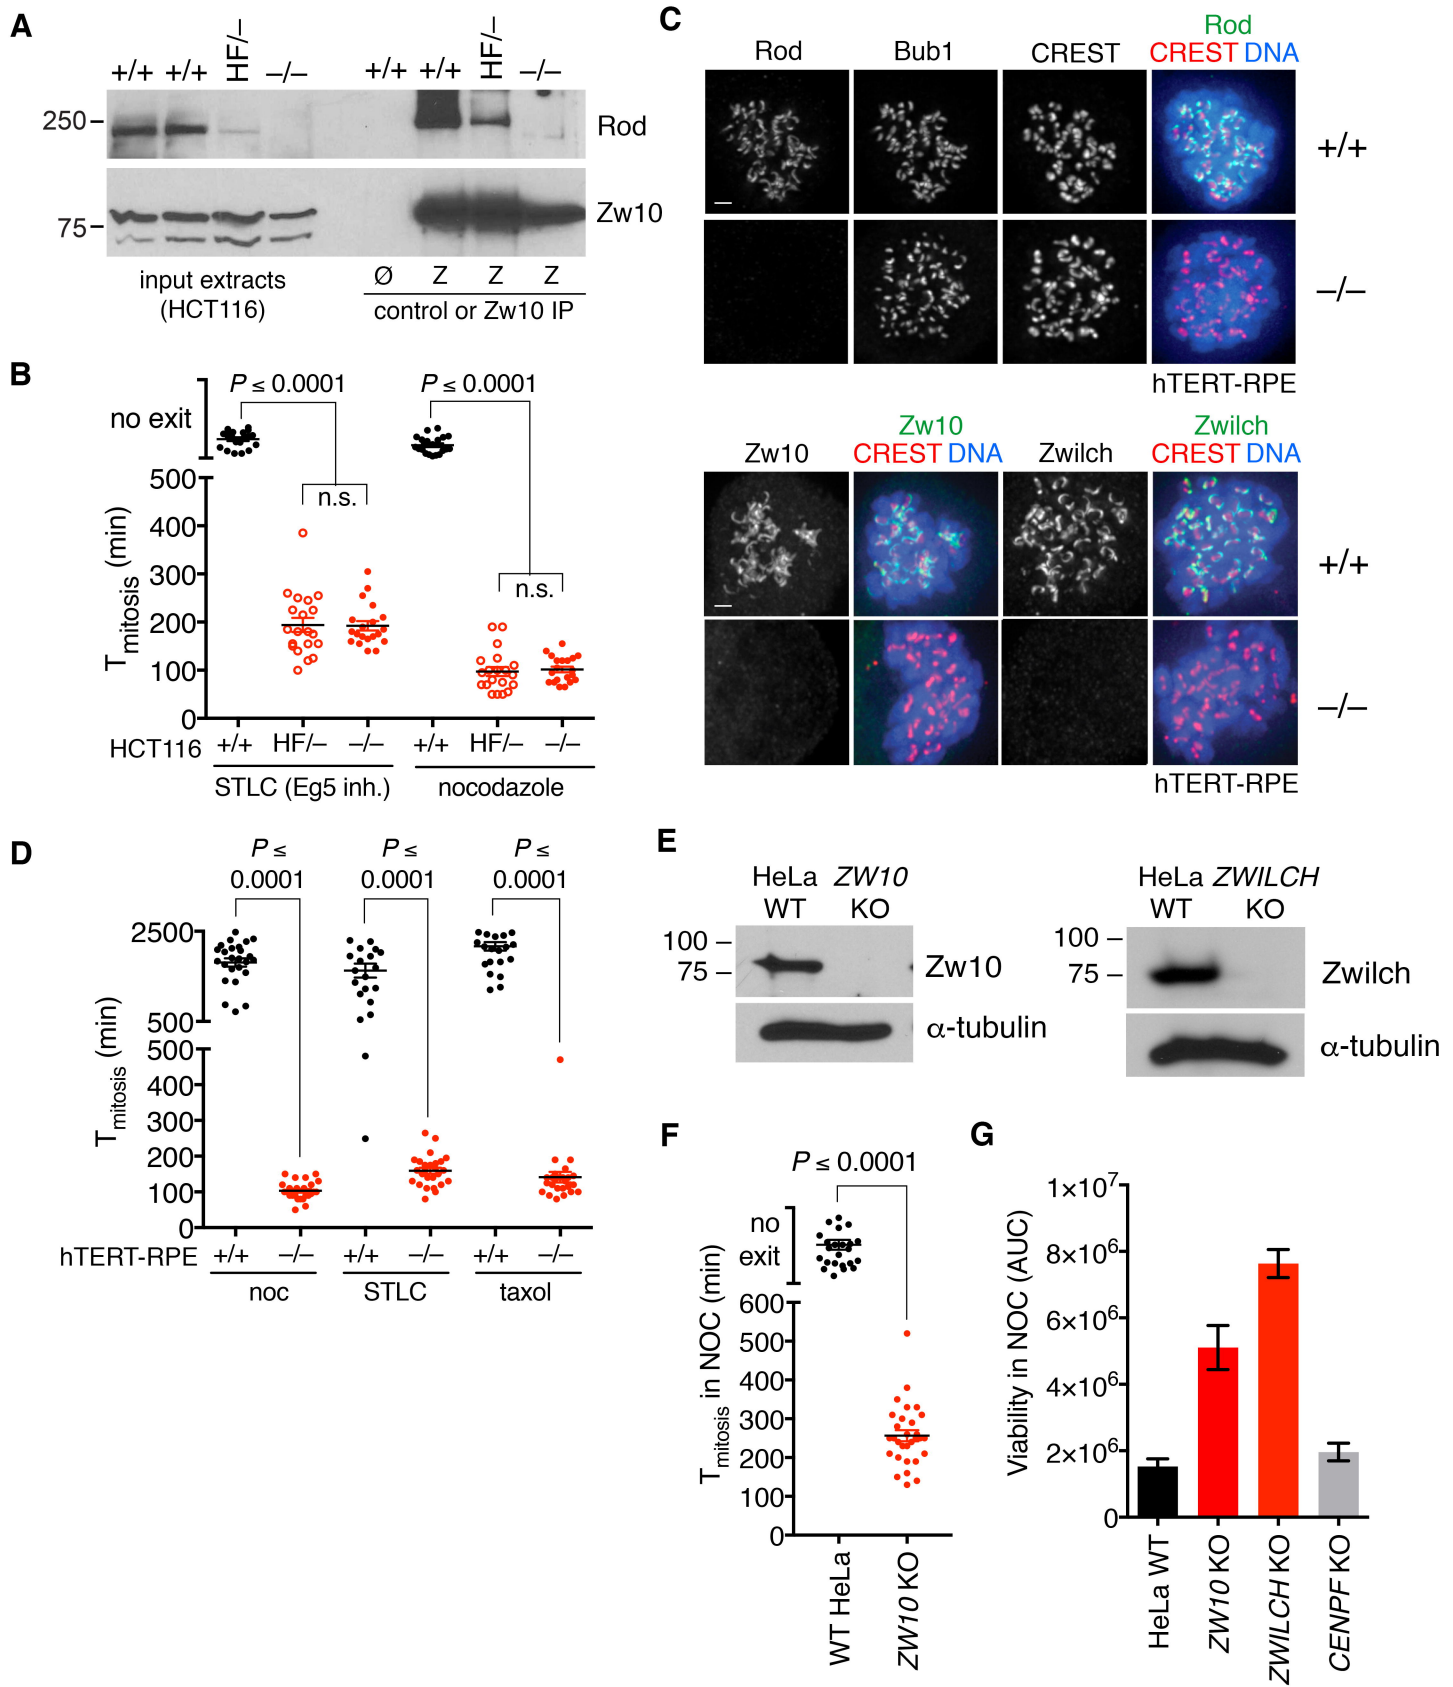 A
+/+ +/+ HF/– –/– +/+ +/+ HF/– –/–
250
Rod
75
Zw10
Ø Z Z Z
input extracts
(HCT116)
control or Zw10 IP
B
P ≤ 0.0001 P ≤ 0.0001
no exit
500
n.s.
400
300
n.s.
200
100
0
Tmitosis (min)
HCT116 +/+ HF/– –/– +/+ HF/– –/–
STLC (Eg5 inh.) nocodazole
C
Rod
Rod Bub1 CREST CREST DNA
+/+
–/–
hTERT-RPE
Zw10 Zwilch
Zw10 CREST DNA Zwilch CREST DNA
+/+
–/–
hTERT-RPE
D
P ≤ P ≤ P ≤
0.0001 0.0001 0.0001
2500
500
500
400
300
200
100
0
Tmitosis (min)
hTERT-RPE +/+ –/– +/+ –/– +/+ –/–
noc STLC taxol
E
HeLa ZW10
WT KO
100
75
Zw10
α-tubulin
HeLa ZWILCH
WT KO
100
75
Zwilch
α-tubulin
F
P ≤ 0.0001
no
exit
600
500
400
300
200
100
0
Tmitosis in NOC (min)
WT HeLa
ZW10 KO
G
1×10⁷
8×10⁶
6×10⁶
4×10⁶
2×10⁶
0
Viability in NOC (AUC)
HeLa WT
ZW10 KO
ZWILCH KO
CENPF KO